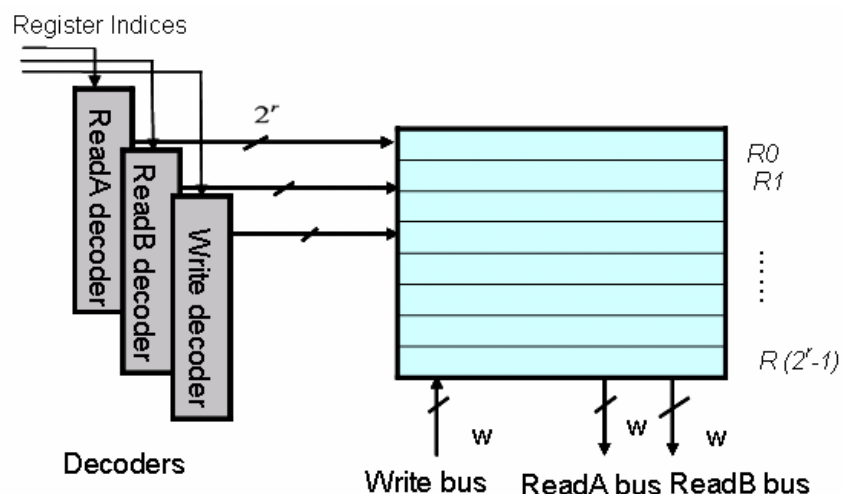 Register Indices
ReadA decoder
ReadB decoder
Write decoder
2^r
R0
R1
......
R (2^r-1)
w
w
w
Decoders
Write bus
ReadA bus
ReadB bus